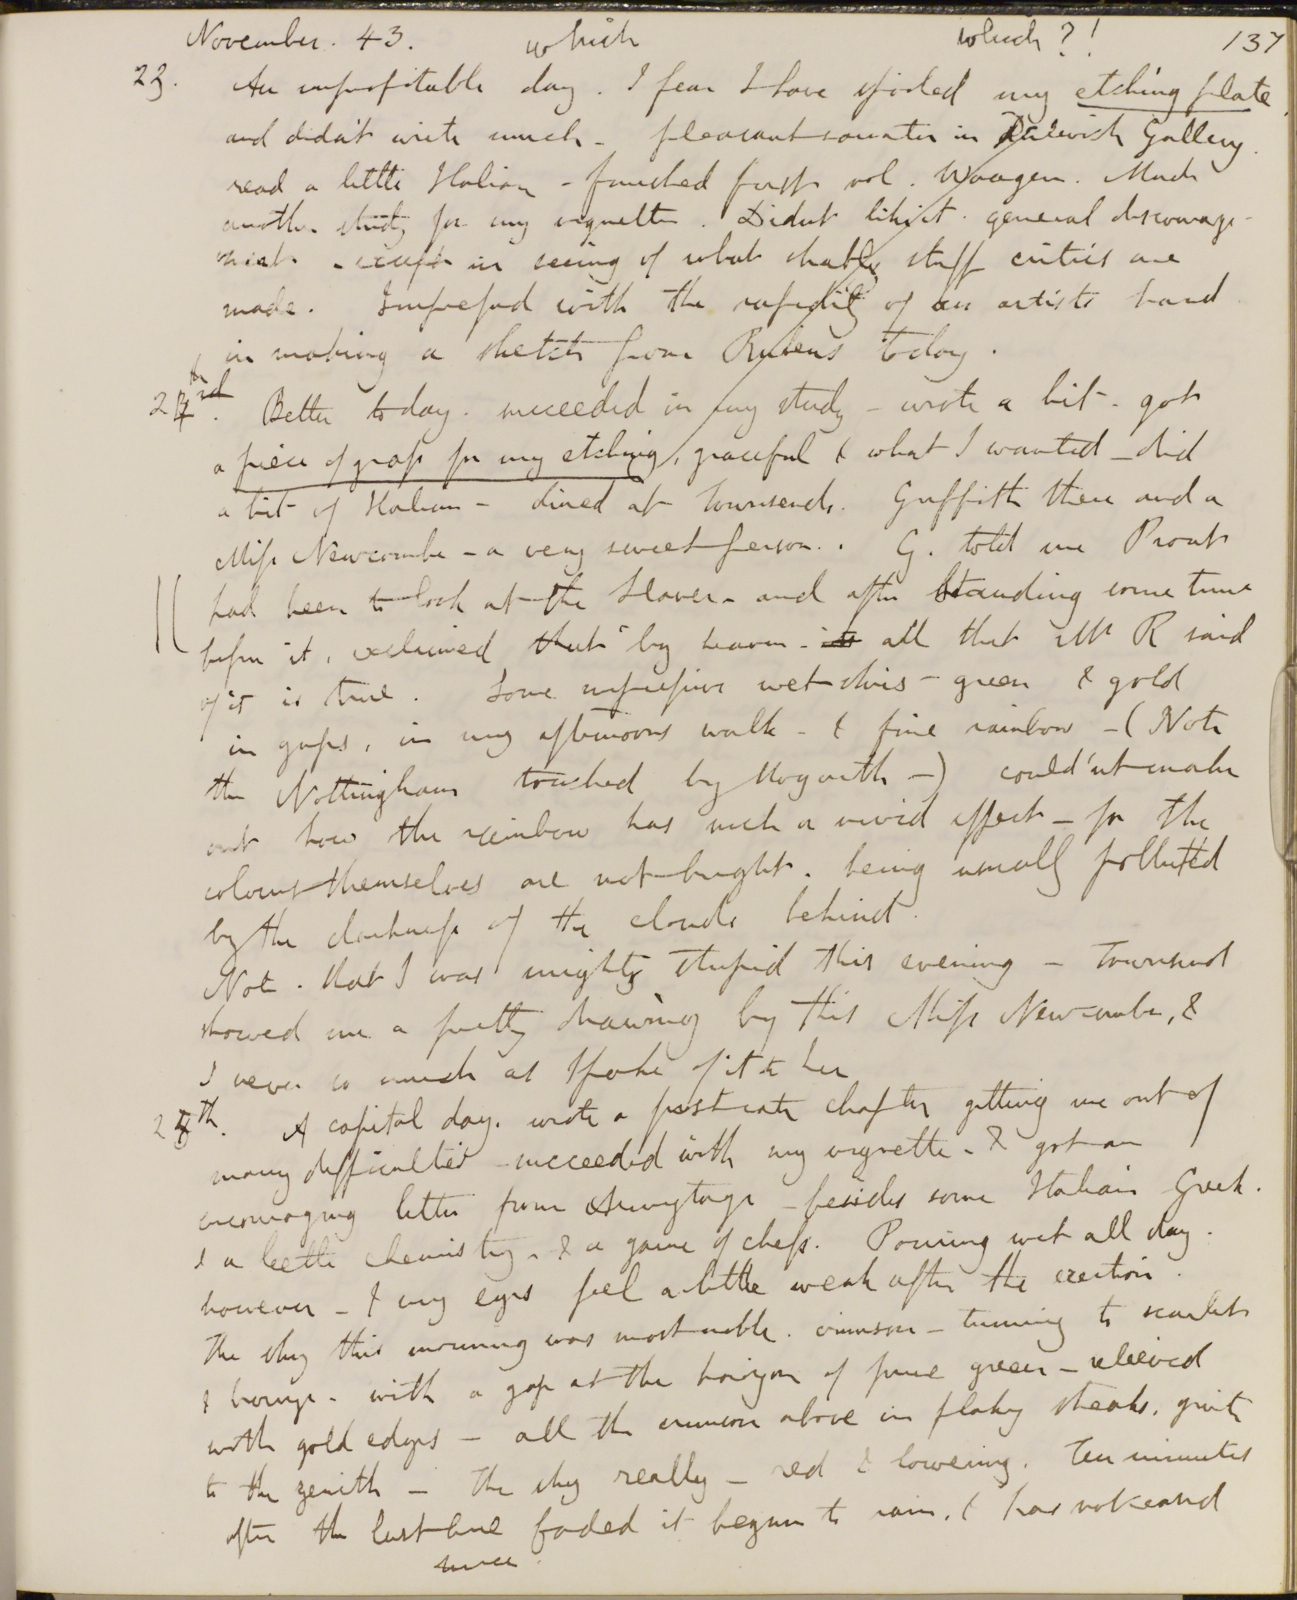 November. 43. which which?! 137
23. An unprofitable day. I fear I have spoiled my etching plate
and didn't write much - pleasant saunter in Dulwich Gallery.
read a little Italian - finished first vol. Waagen. Made
another study for my vignette. Didnt like it. general discourage-
ment - except in seeing of what shabby stuff critics are
made. Impressed with the rapidity of an artists hand
in making a sketch from Rubens today.
24th. Better to day. succeeded in my study - wrote a bit - got
a piece of grass for my etching, graceful & what I wanted - did
a bit of Italian - dined at Townsends. Griffith there and a
Miss Newcombe - a very sweet person. . G. told me Prout
had been to look at the Slaver - and after standing some time
before it, exclaimed that "by heaven - all that Mr R said
of it is true. Some impressive wet skies - green & gold
in gaps, in my afternoons walk - & fine rainbow - (Note
the Nottingham touched by Hogarth -) could'nt make
out how the rainbow has such a vivid effect - for the
colours themselves are not bright. being usually polluted
by the darkness of the clouds behind.
Note. that I was mighty stupid this evening - Townsend
showed me a pretty drawing by this Miss Newcombe, &
I never so much as spoke of it to her
25th. A capital day. wrote a first rate chapter getting me out of
many difficulties - succeeded with my vignette - & got an
encouraging letter from Armytage - besides some Italian Greek.
& a little chemistry - & a game of chess. Pouring wet all day.
however - & my eyes feel a little weak after the exertion.
The sky this morning was most noble. crimson - turning to scarlet
& - with a gap at the horizon of pure green - relieved
with gold edges - all the crimson above in flaky streaks, quite
to the zenith - the sky really - red & lowering. Ten minutes
after the last line faded it began to rain, & has not ceased
since.